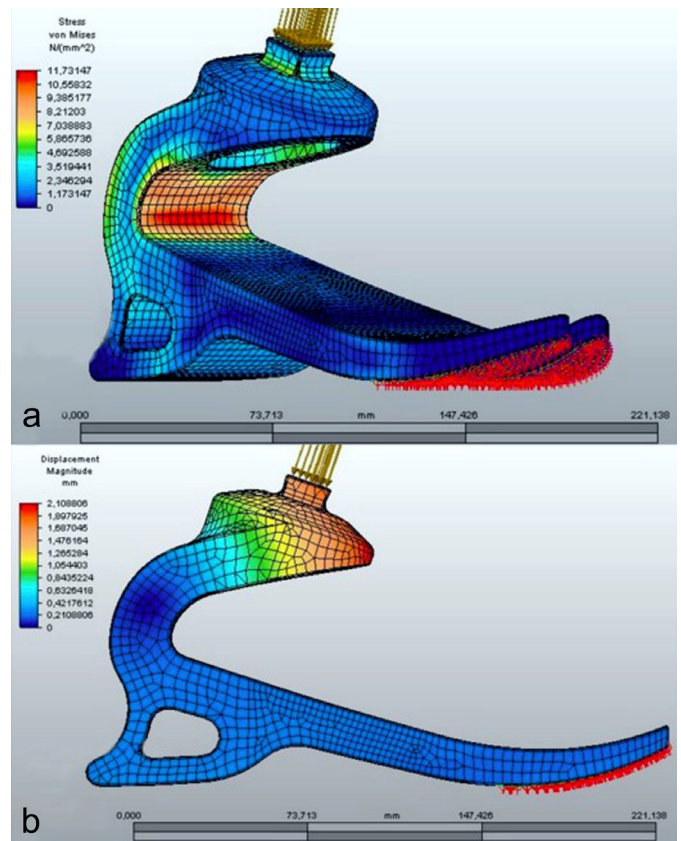 Stress
von Mises
N/(mm^2)
11,73147
10,55832
9,385177
8,21203
7,038883
5,865736
4,692588
3,519441
2,346294
1,173147
0
a
0,000 73,713 mm 147,426 221,138
Displacement
Magnitude
mm
2,108806
1,897925
1,687045
1,476164
1,265284
1,054403
0,8435224
0,6326418
0,4217612
0,2108806
0
b
0,000 73,713 mm 147,426 221,138